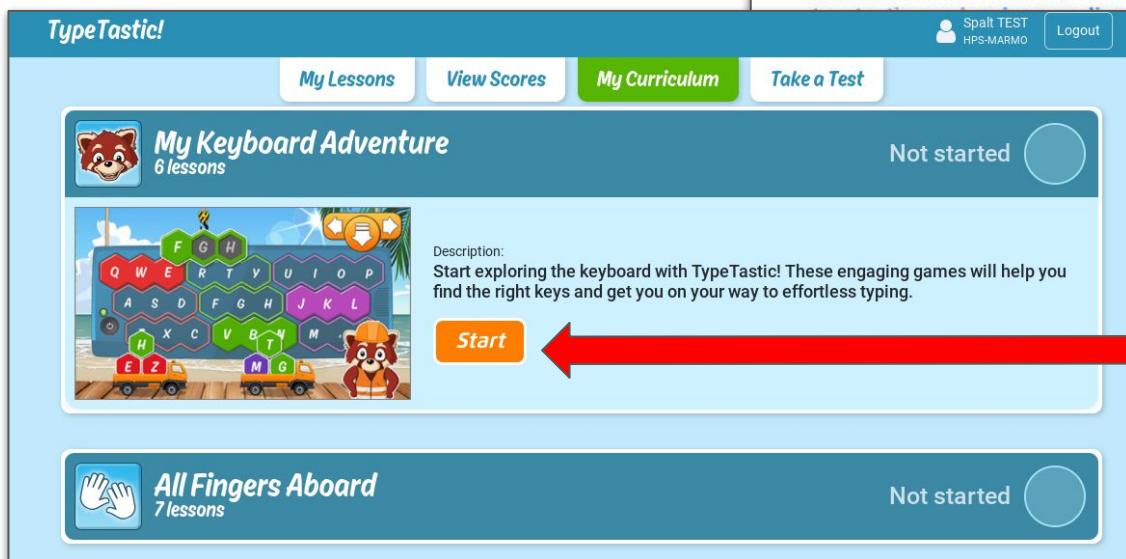 TypeTastic!
Spalt TEST
HPS-MARMO
Logout
My Lessons
View Scores
My Curriculum
Take a Test
My Keyboard Adventure
6 lessons
Not started
F G H
Q W E R T Y U I O P
A S D F G H J K L
X C V B N M
H T
E Z M G
Description:
Start exploring the keyboard with TypeTastic! These engaging games will help you
find the right keys and get you on your way to effortless typing.
Start
All Fingers Aboard
7 lessons
Not started